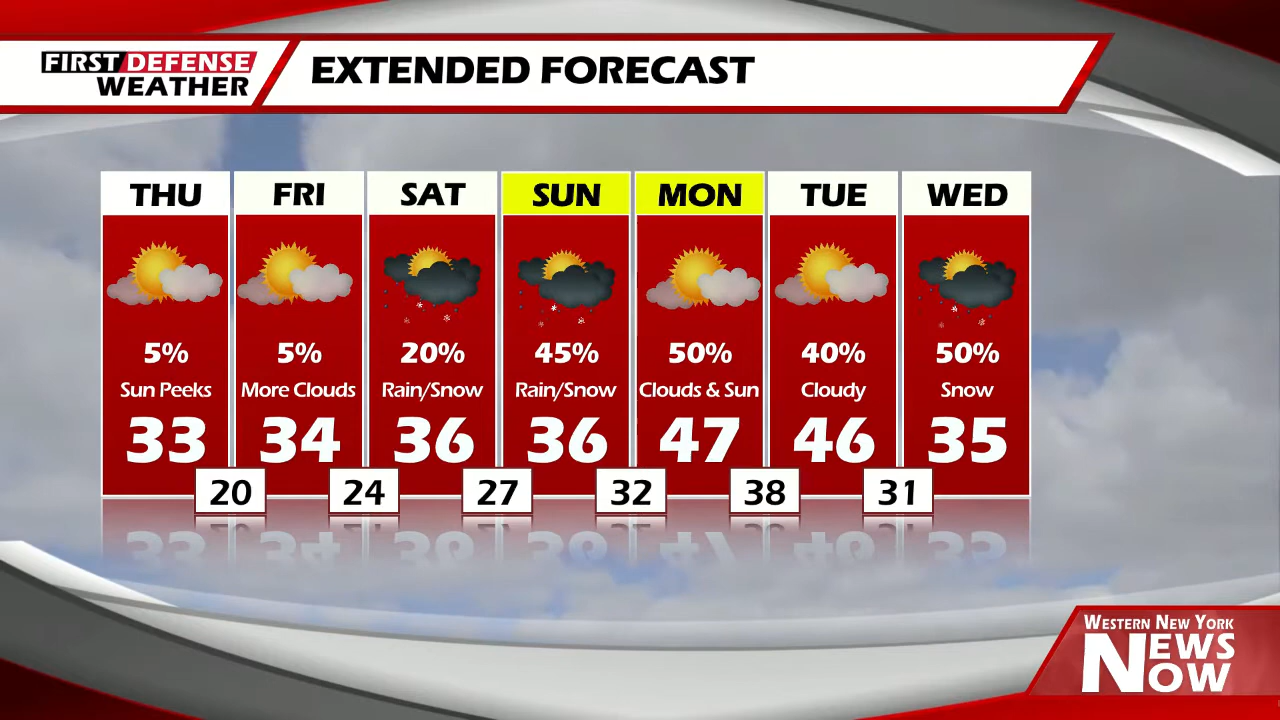 FIRST DEFENSE
WEATHER
EXTENDED FORECAST
THU
FRI
SAT
SUN
MON
TUE
WED
5%
5%
20%
45%
50%
40%
50%
Sun Peeks
More Clouds
Rain/Snow
Rain/Snow
Clouds & Sun
Cloudy
Snow
33
34
36
36
47
46
35
20
24
27
32
38
31
WESTERN NEW YORK
NEWS
NOW